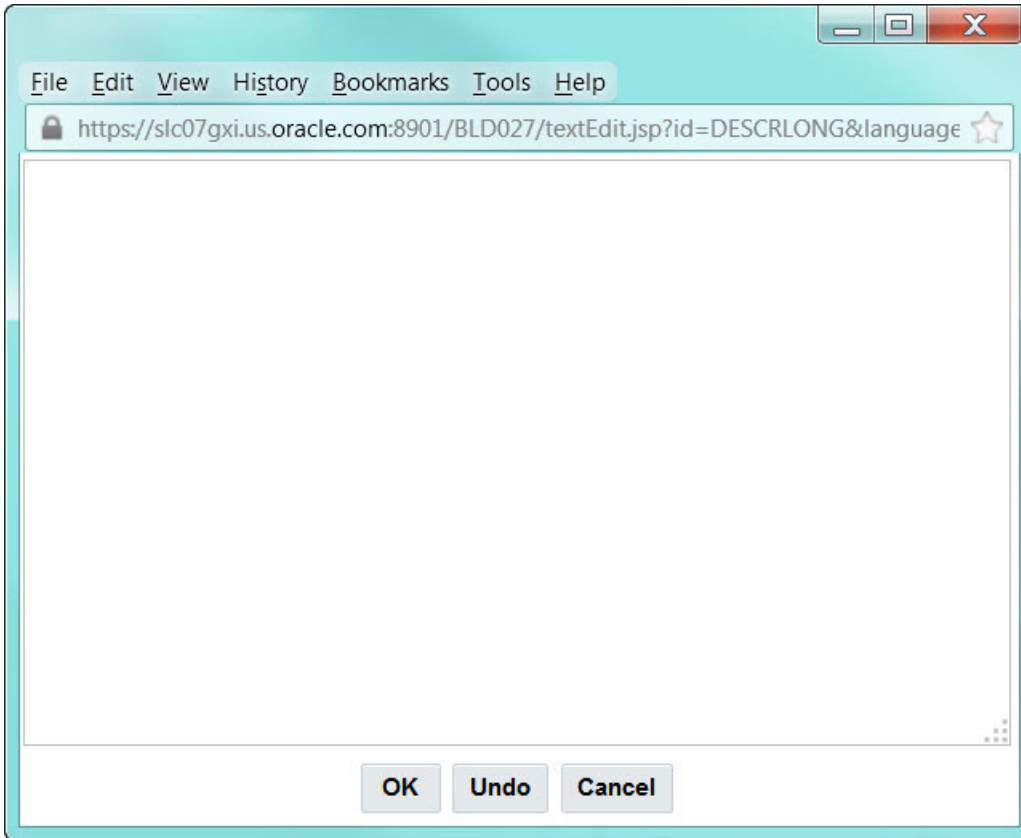 File Edit View History Bookmarks Tools Help
https://slc07gxi.us.oracle.com:8901/BLD027/textEdit.jsp?id=DESCRLONG&language
OK Undo Cancel